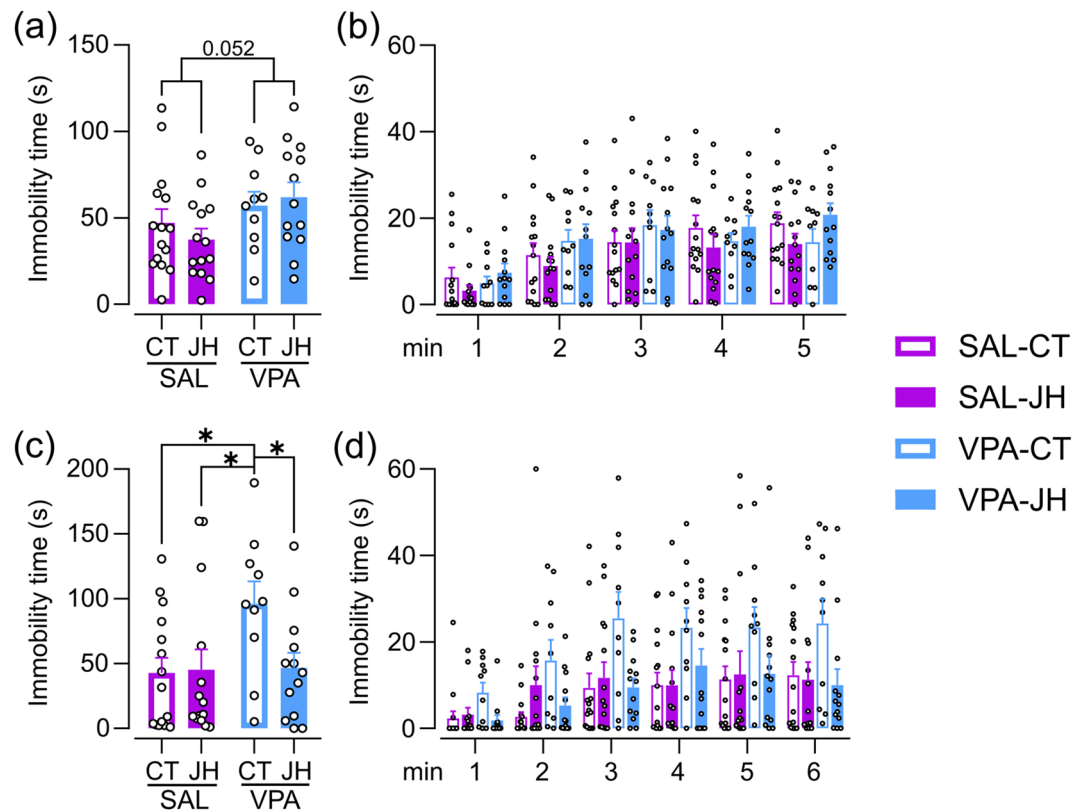 (a)
Immobility time (s)
150
100
50
0
0.052
CT JH CT JH
SAL VPA
(b)
Immobility time (s)
60
40
20
0
min 1 2 3 4 5
SAL-CT
SAL-JH
VPA-CT
VPA-JH
(c)
Immobility time (s)
200
150
100
50
0
*
* *
CT JH CT JH
SAL VPA
(d)
Immobility time (s)
60
40
20
0
min 1 2 3 4 5 6